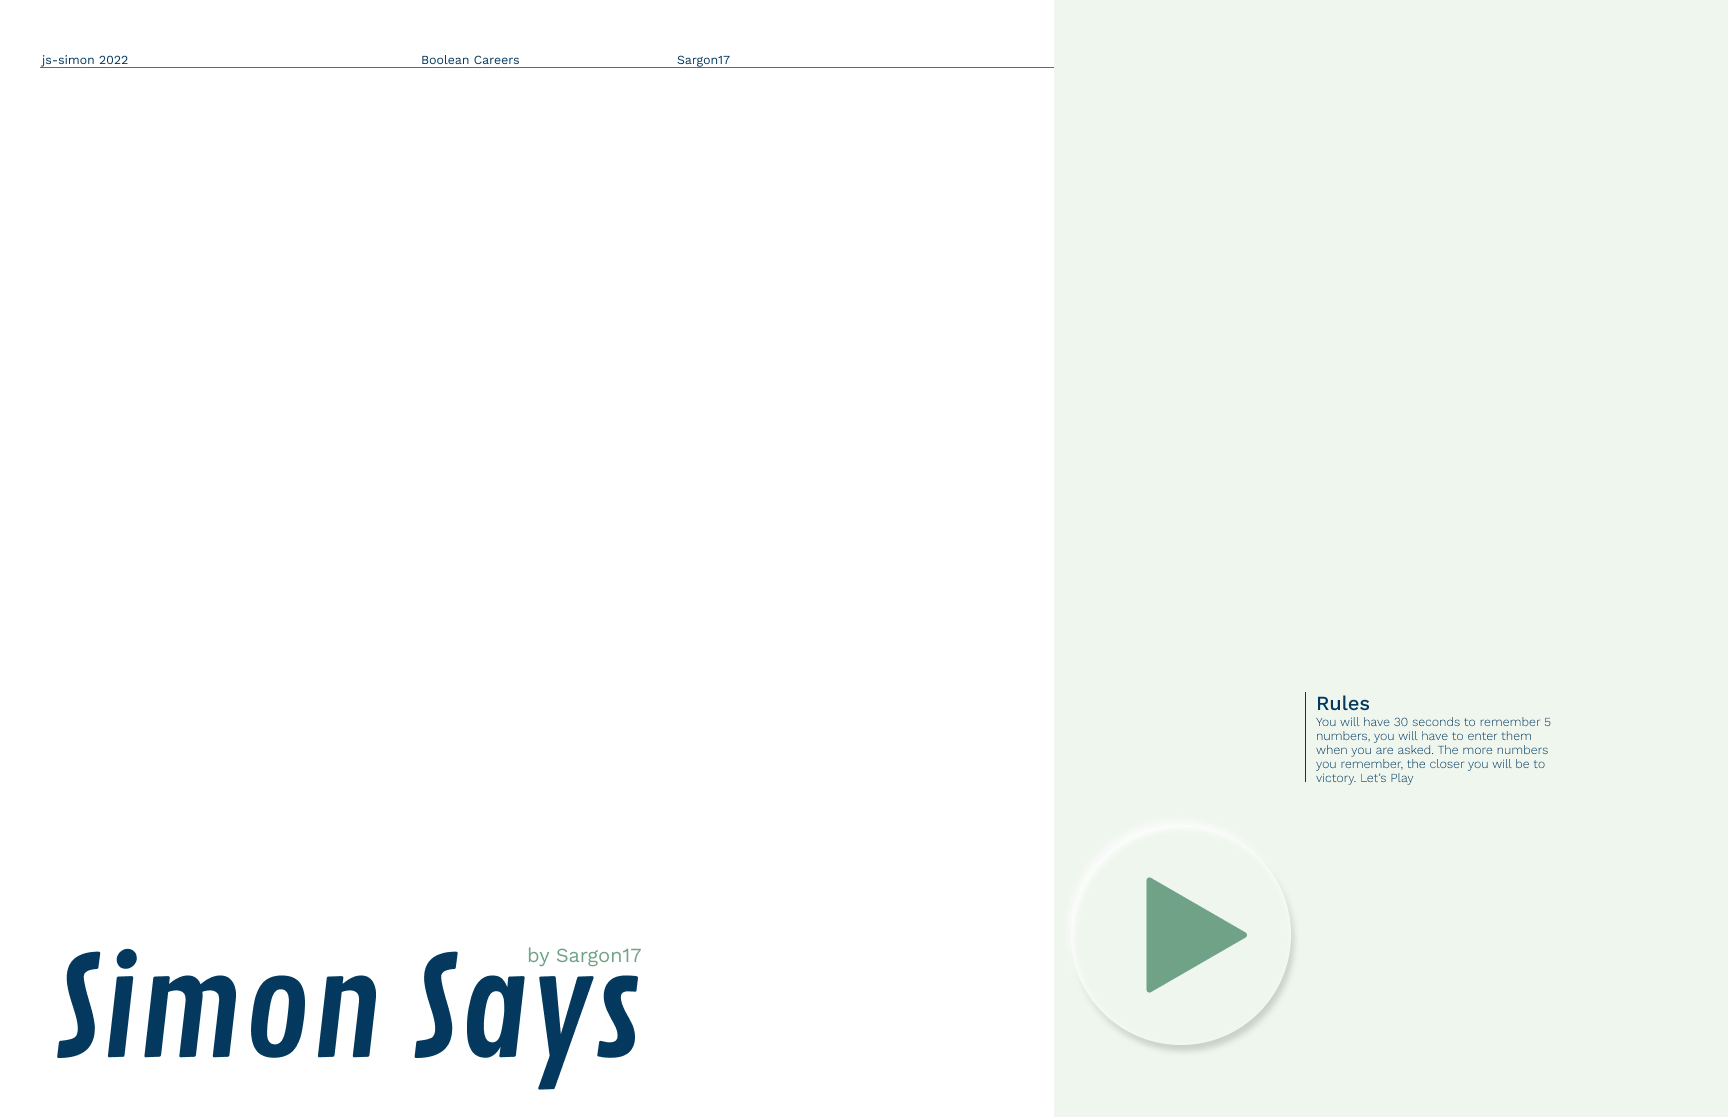 js-simon 2022
Boolean Careers
Sargon17
Rules
You will have 30 seconds to remember 5
numbers, you will have to enter them
when you are asked. The more numbers
you remember, the closer you will be to
victory. Let's Play
by Sargon17
Simon Says